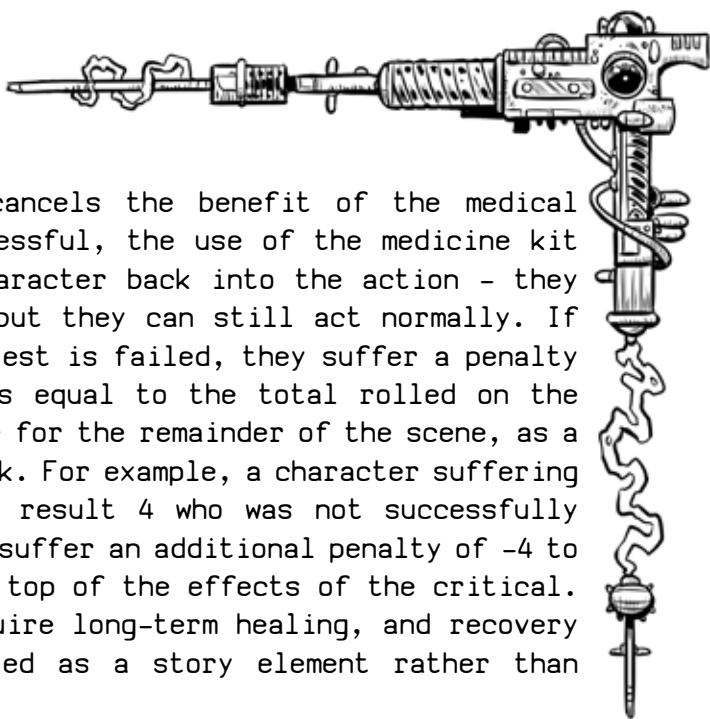 cancels the benefit of the medical
essful, the use of the medicine kit
aracter back into the action – they
but they can still act normally. If
est is failed, they suffer a penalty
s equal to the total rolled on the
for the remainder of the scene, as a
k. For example, a character suffering
result 4 who was not successfully
suffer an additional penalty of –4 to
top of the effects of the critical.
uire long-term healing, and recovery
ed as a story element rather than